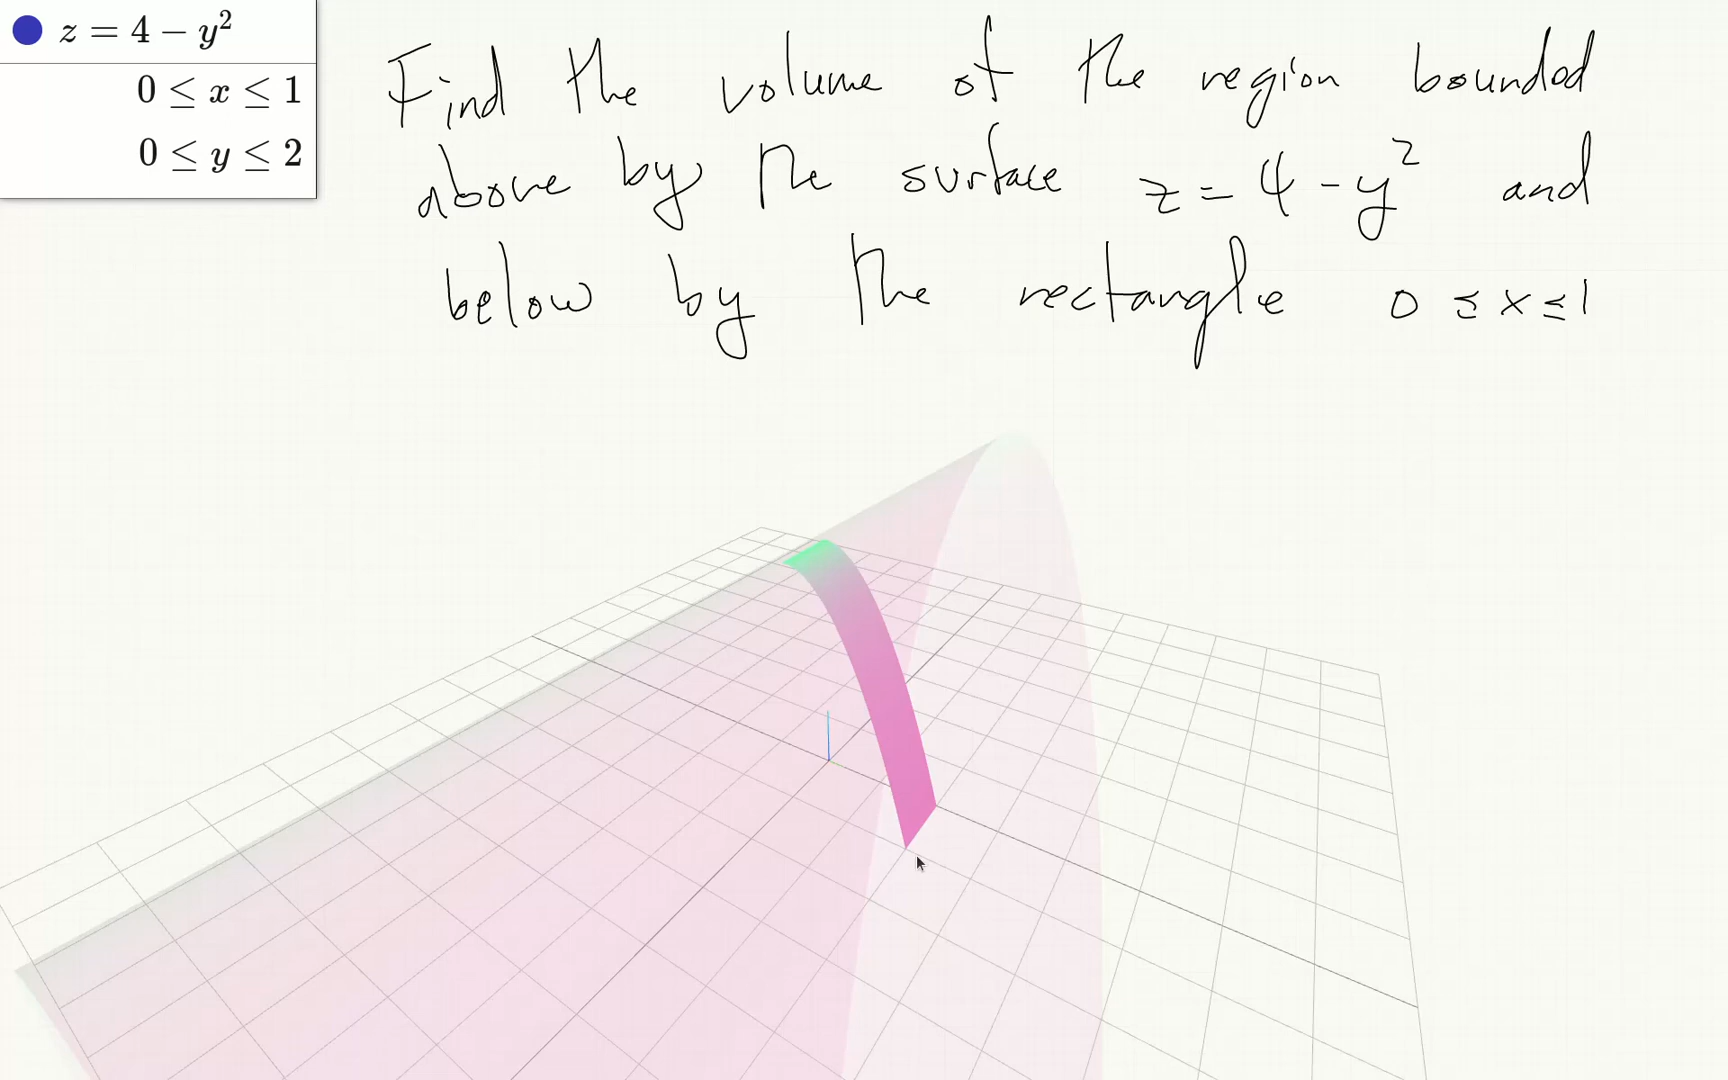 z = 4 − y²
0 ≤ x ≤ 1
0 ≤ y ≤ 2
Find the volume of the region bounded
above by the surface z = 4 - y² and
below by the rectangle 0 ≤ x ≤ 1